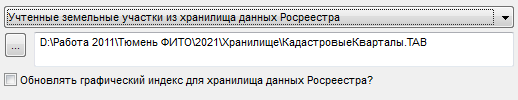 Учтенные земельные участки из хранилища данных Росреестра
... D:\Работа 2011\Тюмень ФИТО\2021\Хранилище\КадастровыеКварталы.TAB
Обновлять графический индекс для хранилища данных Росреестра?